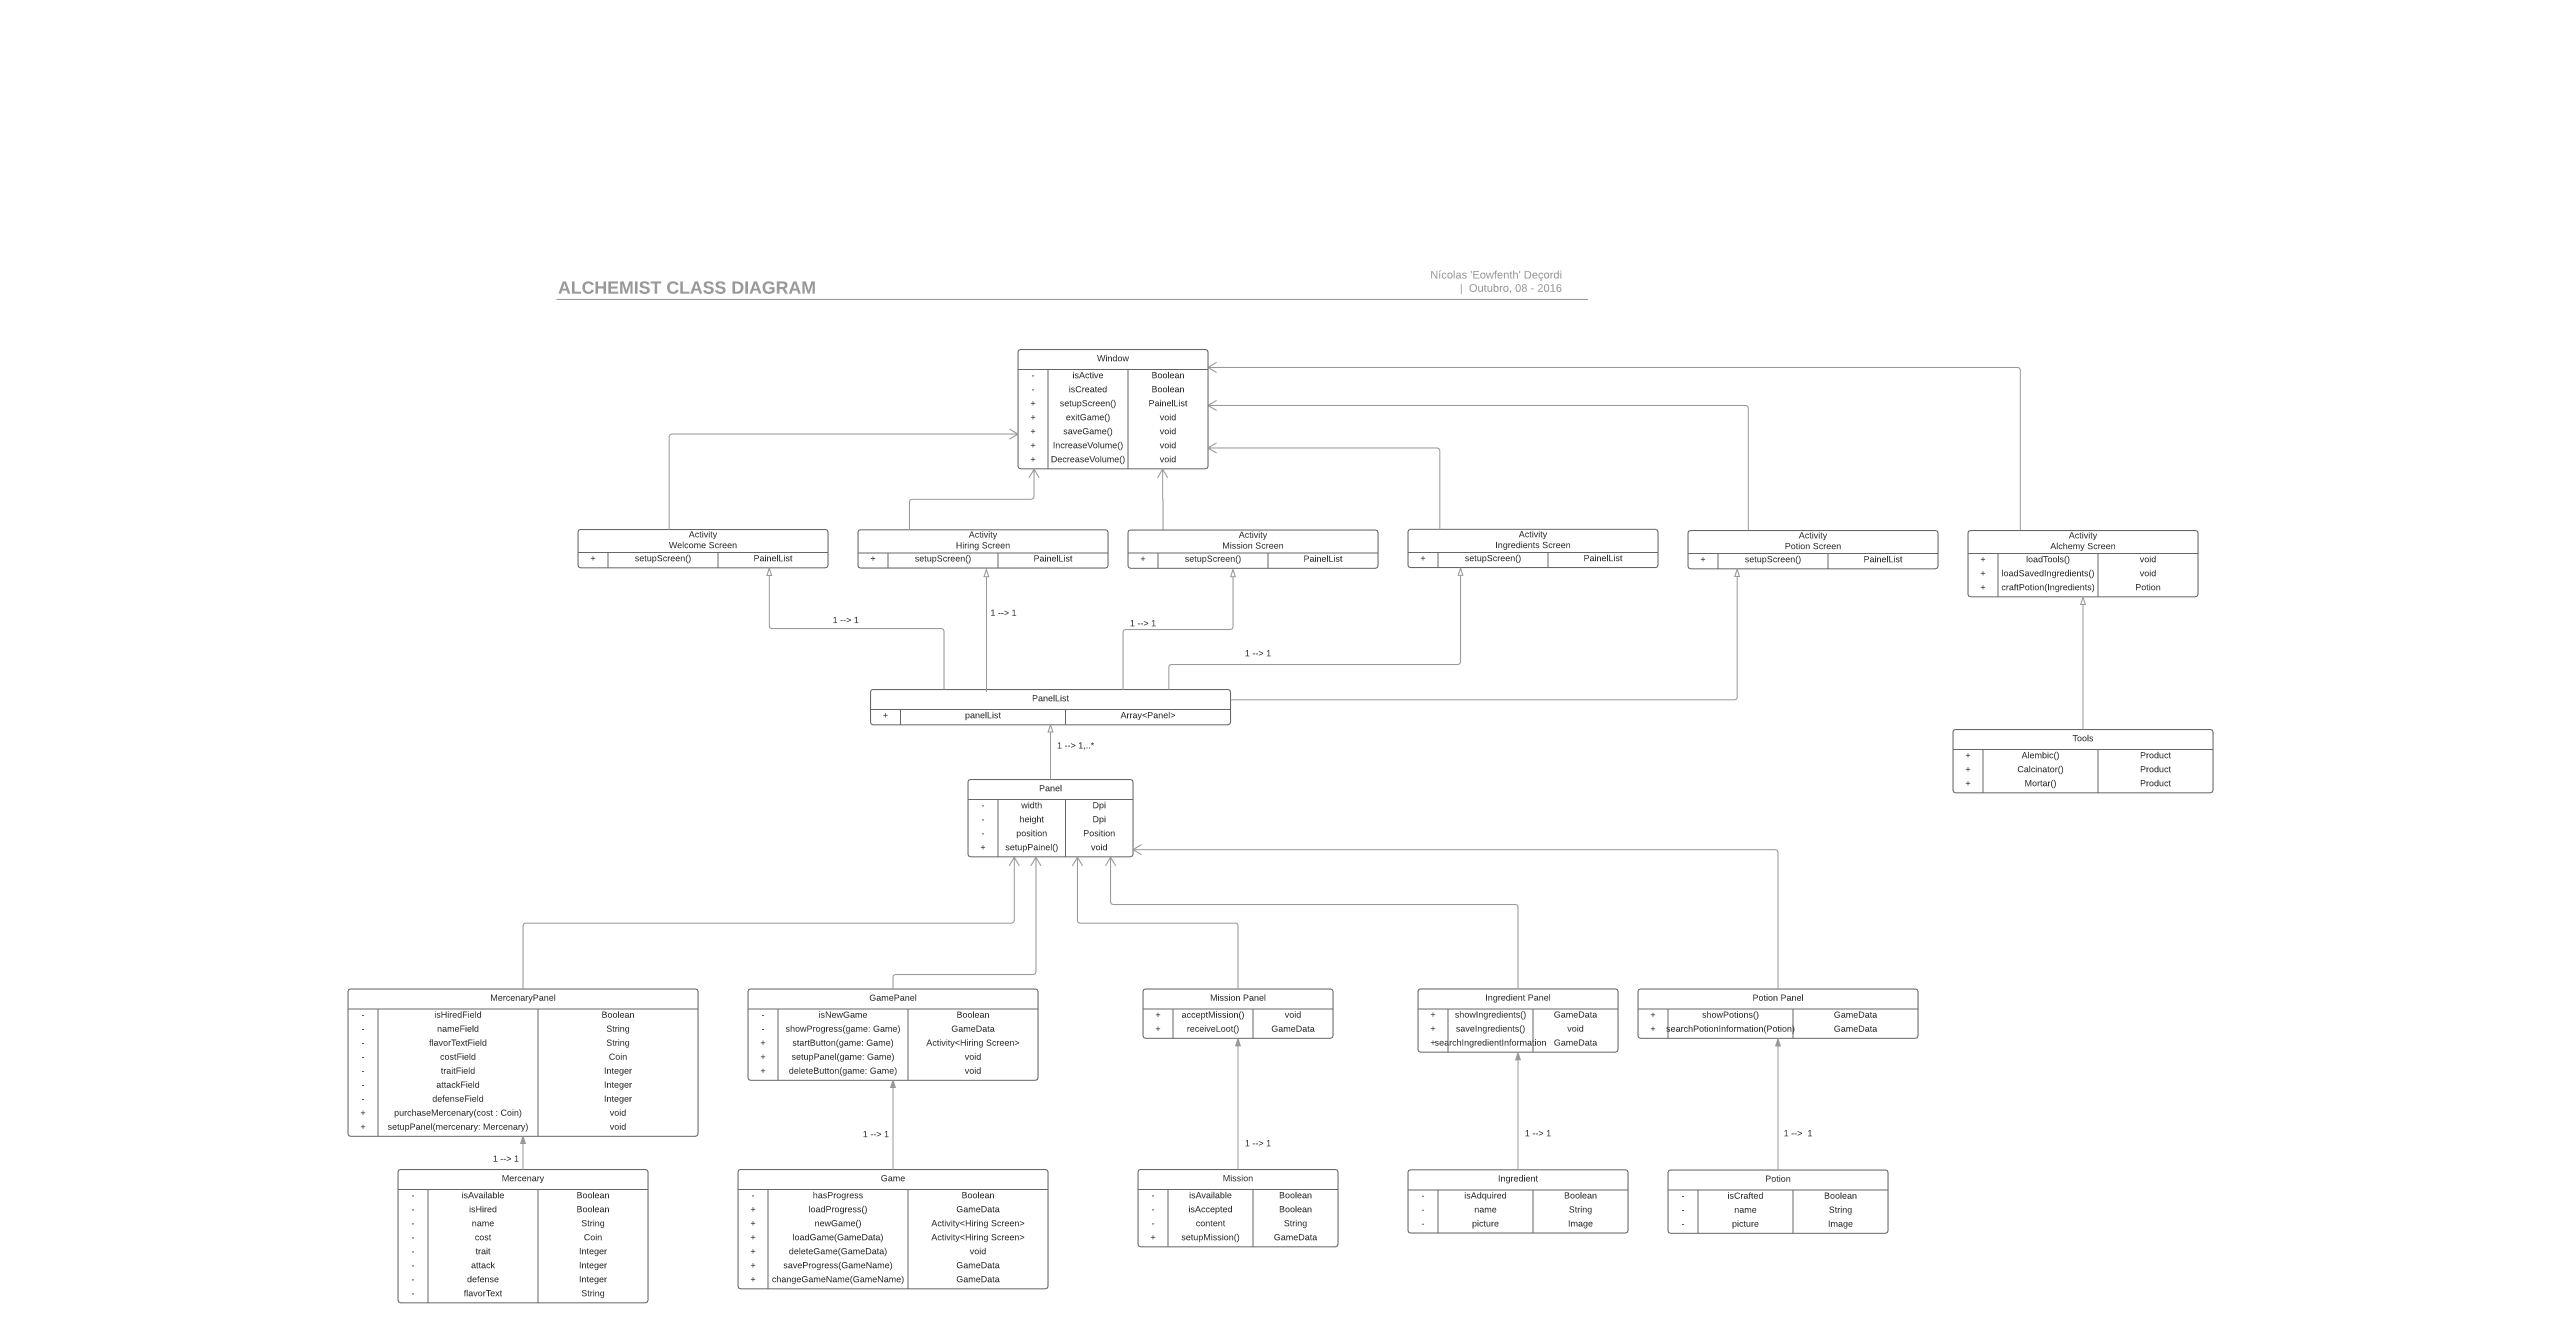 ALCHEMIST CLASS DIAGRAM
Nícolas 'Eowfenth' Deçordi
| Outubro, 08 - 2016
Window
- isActive Boolean
- isCreated Boolean
+ setupScreen() PainelList
+ exitGame() void
+ saveGame() void
+ IncreaseVolume() void
+ DecreaseVolume() void
Activity
Welcome Screen
+ setupScreen() PainelList
Activity
Hiring Screen
+ setupScreen() PainelList
Activity
Mission Screen
+ setupScreen() PainelList
Activity
Ingredients Screen
+ setupScreen() PainelList
Activity
Potion Screen
+ setupScreen() PainelList
Activity
Alchemy Screen
+ loadTools() void
+ loadSavedIngredients() void
+ craftPotion(Ingredients) Potion
1 --> 1
1 --> 1
1 --> 1
1 --> 1
PanelList
+ panelList Array<Panel>
1 --> 1,..*
Tools
+ Alembic() Product
+ Calcinator() Product
+ Mortar() Product
Panel
- width Dpi
- height Dpi
- position Position
+ setupPainel() void
MercenaryPanel
- isHiredField Boolean
- nameField String
- flavorTextField String
- costField Coin
- traitField Integer
- attackField Integer
- defenseField Integer
+ purchaseMercenary(cost : Coin) void
+ setupPanel(mercenary: Mercenary) void
GamePanel
- isNewGame Boolean
- showProgress(game: Game) GameData
+ startButton(game: Game) Activity<Hiring Screen>
+ setupPanel(game: Game) void
+ deleteButton(game: Game) void
Mission Panel
+ acceptMission() void
+ receiveLoot() GameData
Ingredient Panel
+ showIngredients() GameData
+ saveIngredients() void
+ searchIngredientInformation GameData
Potion Panel
+ showPotions() GameData
+ searchPotionInformation(Potion) GameData
1 --> 1
1 --> 1
1 --> 1
1 --> 1
1 --> 1
Mercenary
- isAvailable Boolean
- isHired Boolean
- name String
- cost Coin
- trait Integer
- attack Integer
- defense Integer
- flavorText String
Game
- hasProgress Boolean
+ loadProgress() GameData
+ newGame() Activity<Hiring Screen>
+ loadGame(GameData) Activity<Hiring Screen>
+ deleteGame(GameData) void
+ saveProgress(GameName) GameData
+ changeGameName(GameName) GameData
Mission
- isAvailable Boolean
- isAccepted Boolean
- content String
+ setupMission() GameData
Ingredient
- isAdquired Boolean
- name String
- picture Image
Potion
- isCrafted Boolean
- name String
- picture Image